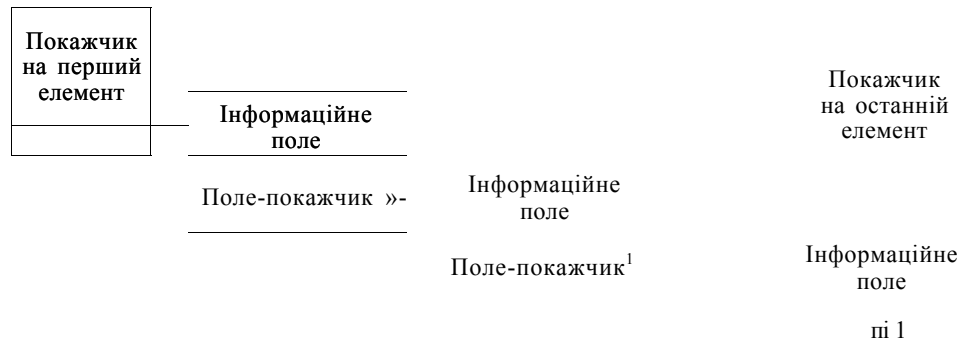 Покажчик
на перший
елемент
Інформаційне
поле
Поле-покажчик »-
Інформаційне
поле
Поле-покажчик¹
Покажчик
на останній
елемент
Інформаційне
поле
пі 1